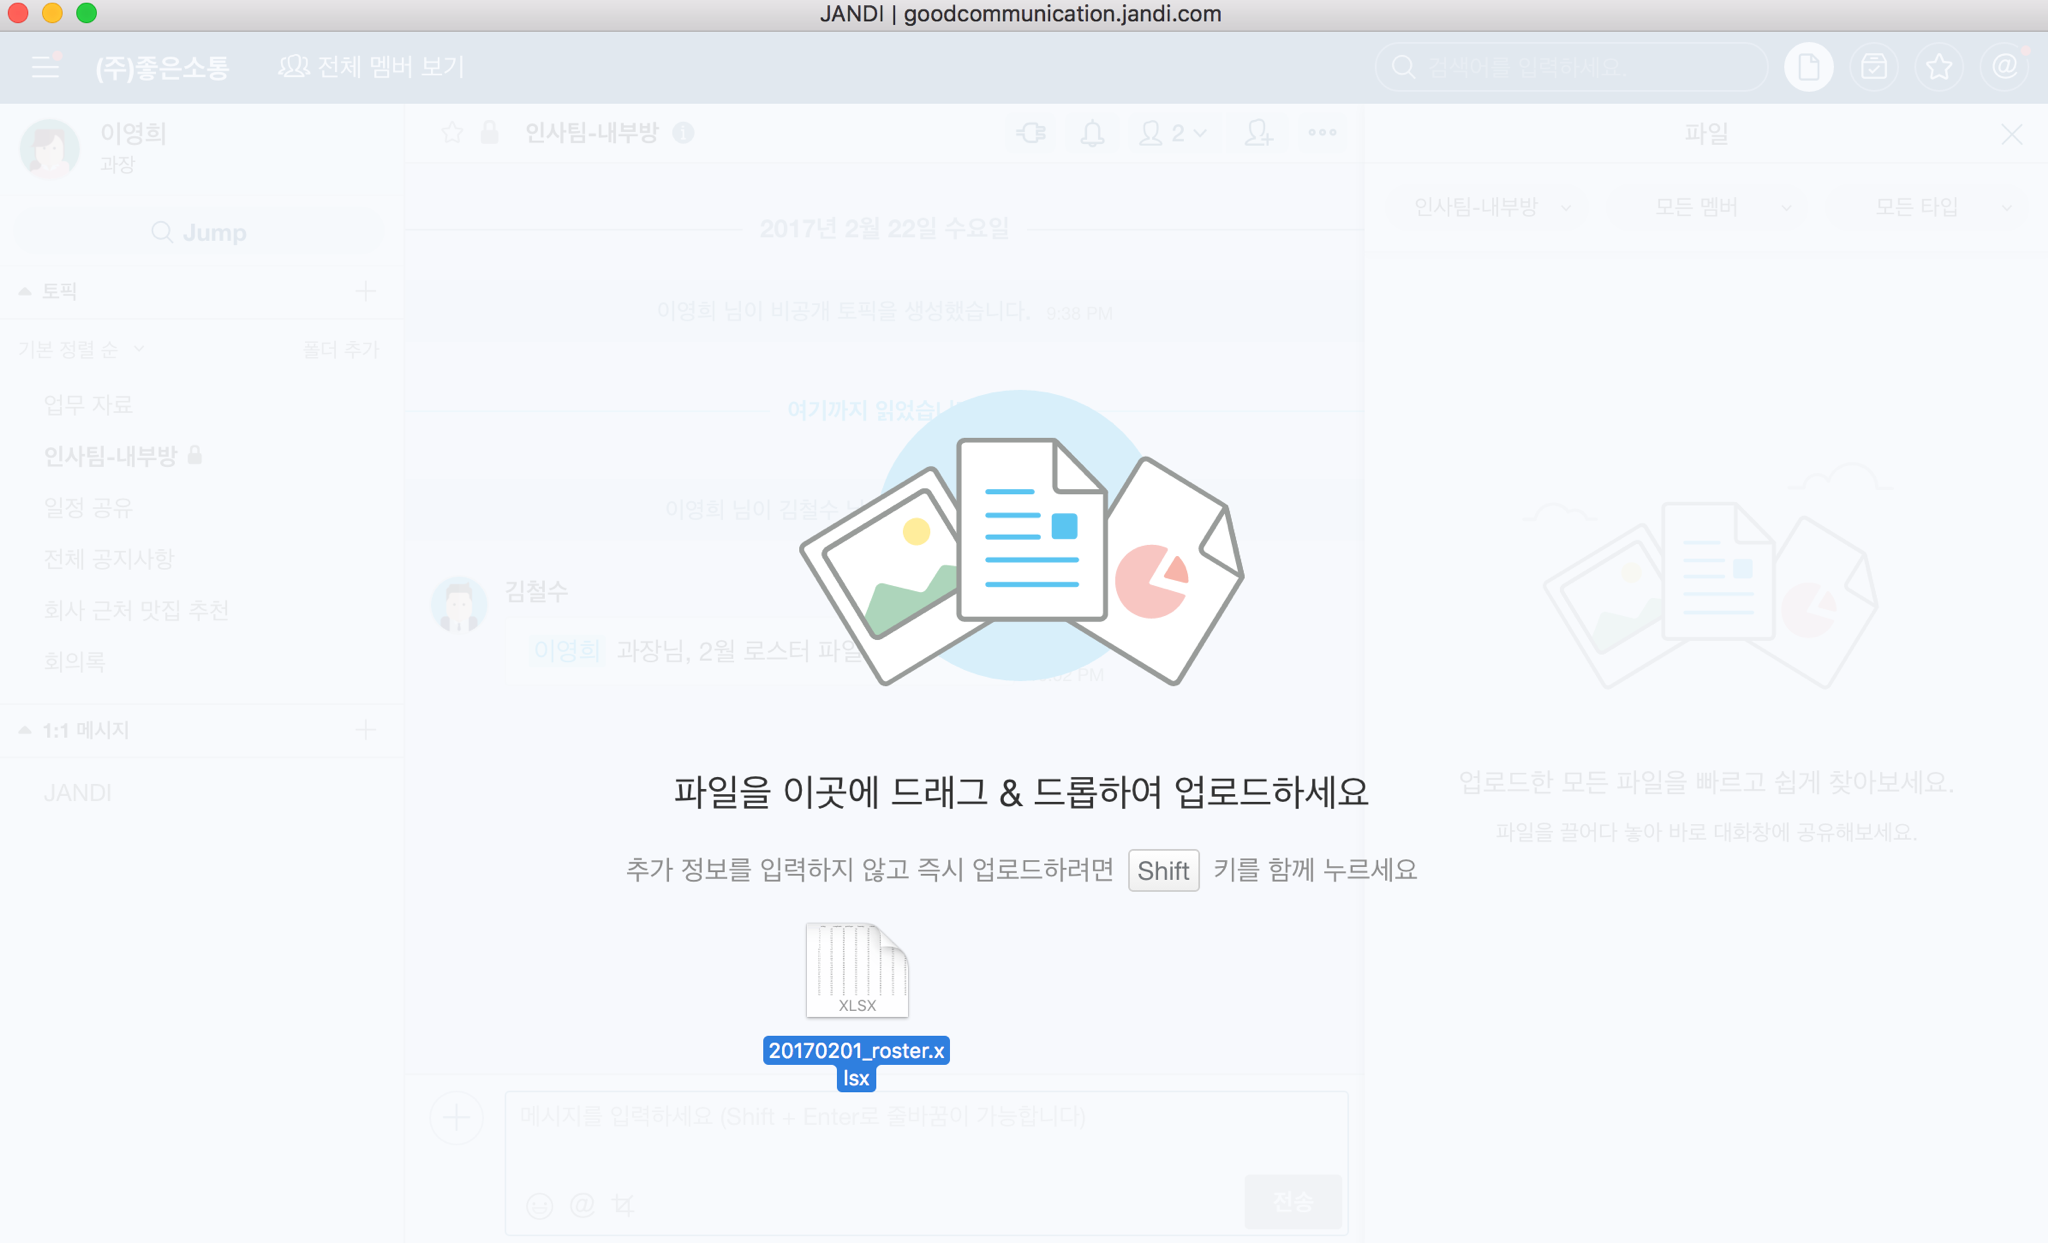 JANDI | goodcommunication.jandi.com
(주)좋은소통
전체 멤버 보기
검색어를 입력하세요.
이영희
과장
Jump
토픽
기본 정렬 순
폴더 추가
업무 자료
인사팀-내부방
일정 공유
전체 공지사항
회사 근처 맛집 추천
회의록
1:1 메시지
JANDI
인사팀-내부방
2
2017년 2월 22일 수요일
이영희 님이 비공개 토픽을 생성했습니다. 9:38 PM
여기까지 읽었습니
이영희 님이 김철수
김철수
이영희 과장님, 2월 로스터 파일
PM
파일을 이곳에 드래그 & 드롭하여 업로드하세요
추가 정보를 입력하지 않고 즉시 업로드하려면 Shift 키를 함께 누르세요
XLSX
20170201_roster.x
lsx
메시지를 입력하세요 (Shift + Enter로 줄바꿈이 가능합니다)
전송
파일
인사팀-내부방
모든 멤버
모든 타입
업로드한 모든 파일을 빠르고 쉽게 찾아보세요.
파일을 끌어다 놓아 바로 대화창에 공유해보세요.